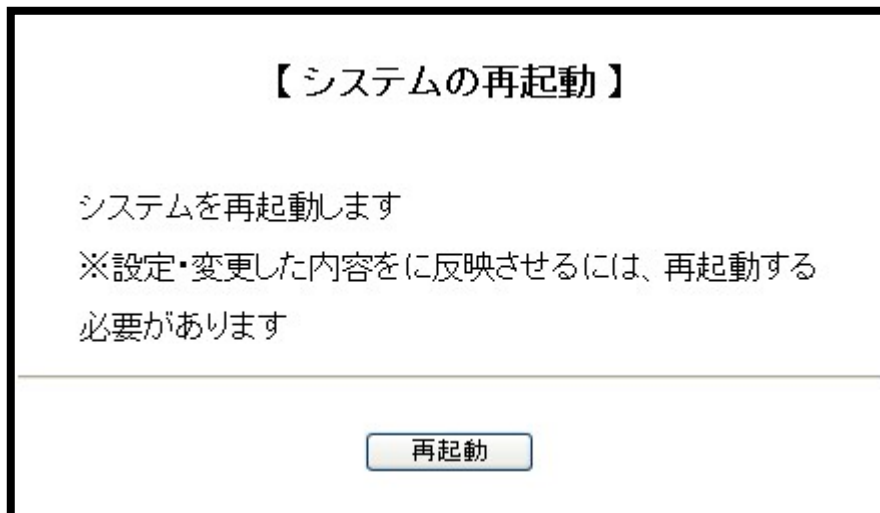 【システムの再起動】
システムを再起動します
※設定・変更した内容をに反映させるには、再起動する
必要があります
再起動